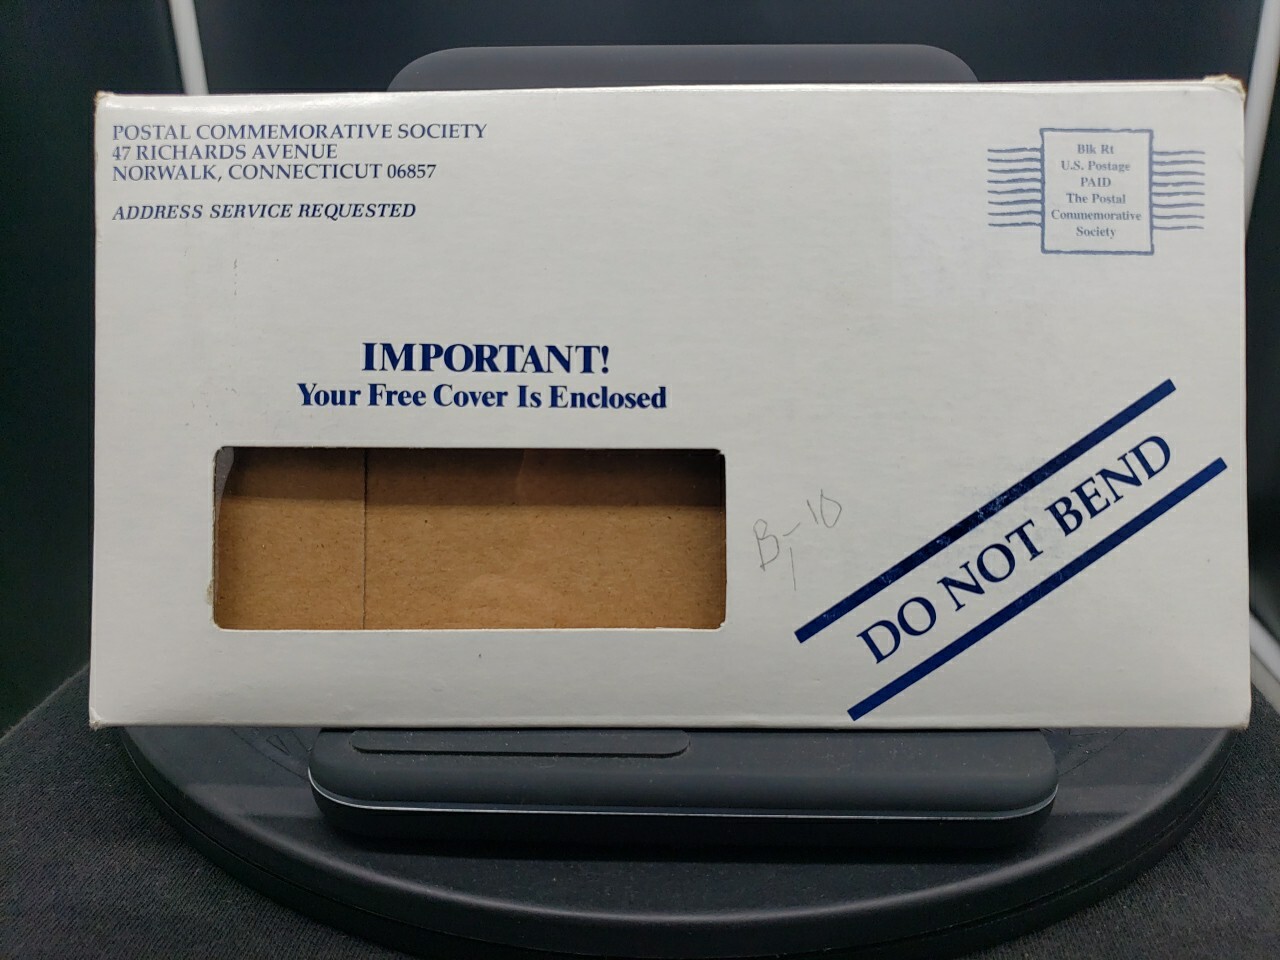 POSTAL COMMEMORATIVE SOCIETY
47 RICHARDS AVENUE
NORWALK, CONNECTICUT 06857
ADDRESS SERVICE REQUESTED
Blk Rt
U.S. Postage
PAID
The Postal
Commemorative
Society
IMPORTANT!
Your Free Cover Is Enclosed
B-10
DO NOT BEND